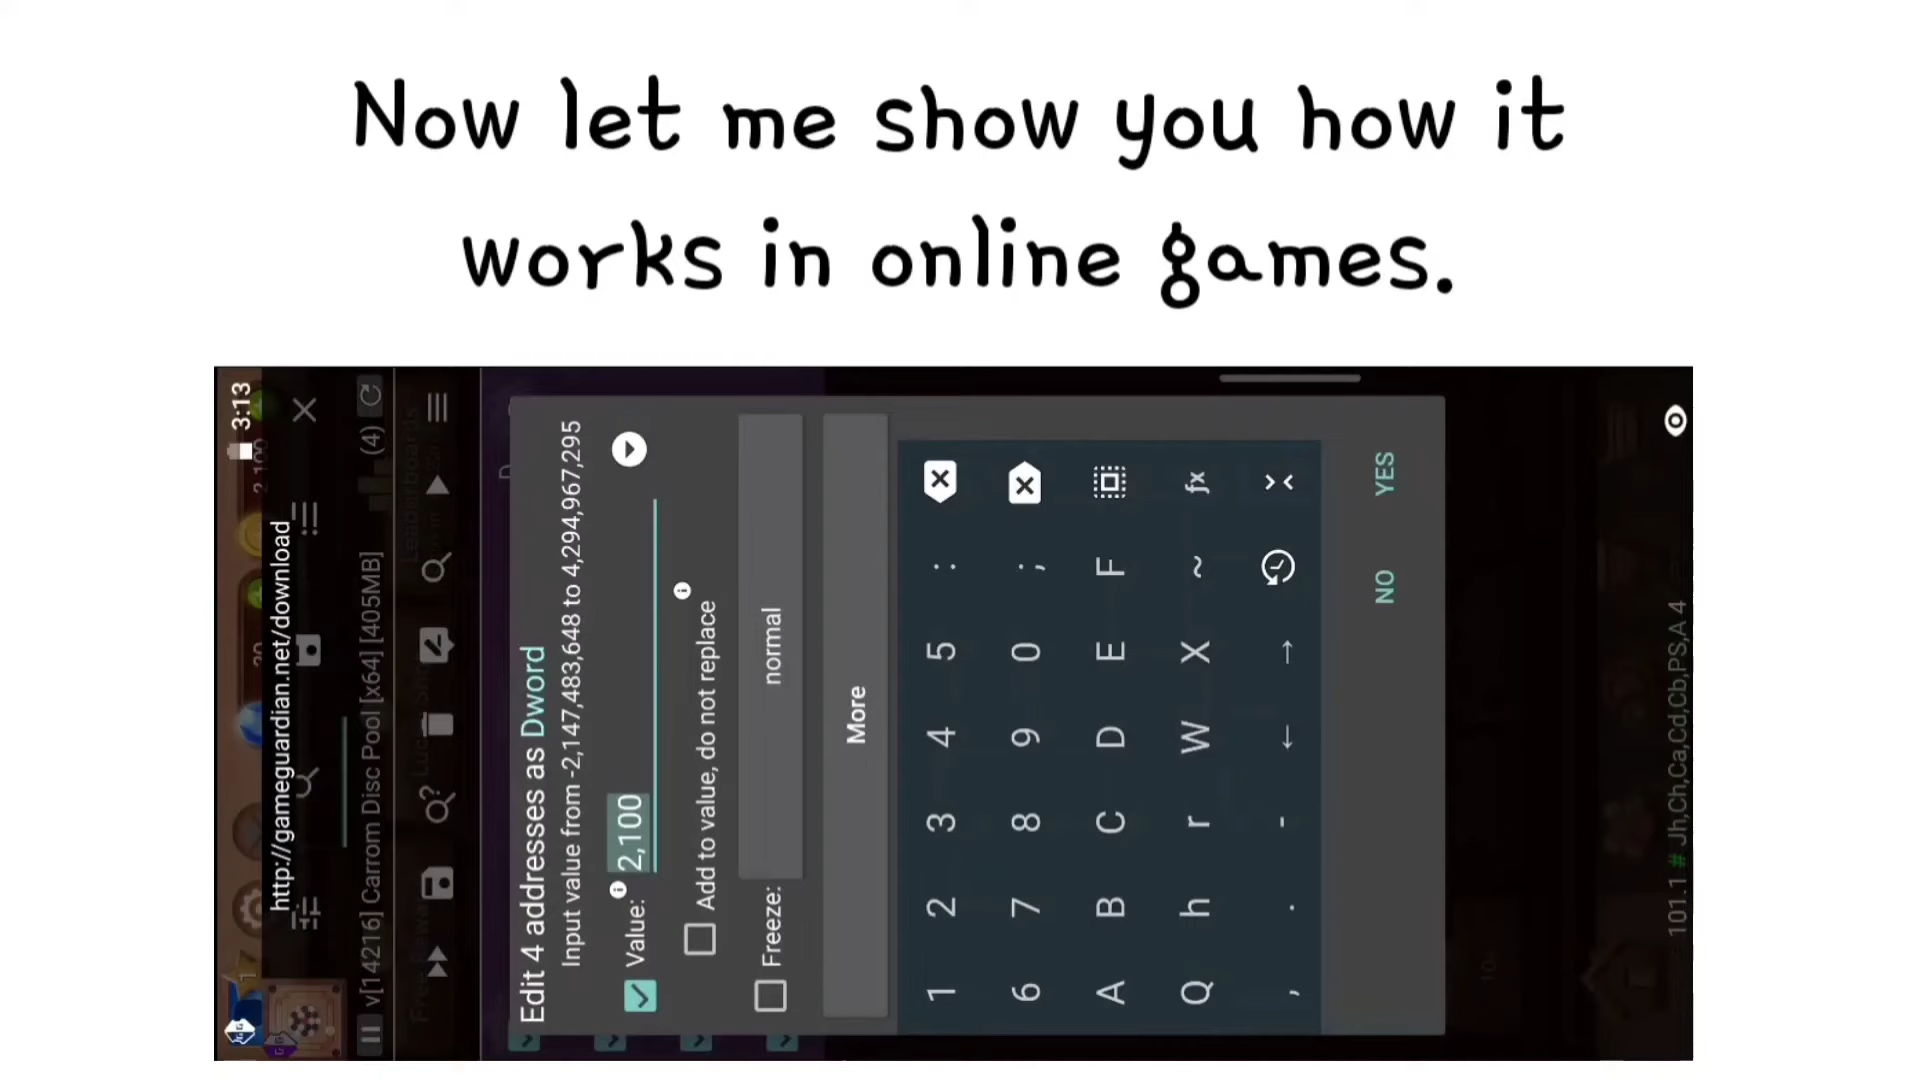 Now let me show you how it
works in online games.
3:13
2,100
http://gameguardian.net/download
v[14216] Carrom Disc Pool [x64] [405MB]
(4)
Leaderboards
Edit 4 addresses as Dword
Input value from -2,147,483,648 to 4,294,967,295
Value: 2,100
Add to value, do not replace
Freeze: normal
More
1 2 3 4 5 :
6 7 8 9 0 ;
A B C D E F
Q h r W X ~ fx
, . - ← →
NO YES
101.1 # Jh,Ch,Ca,Cd,Cb,PS,A 4